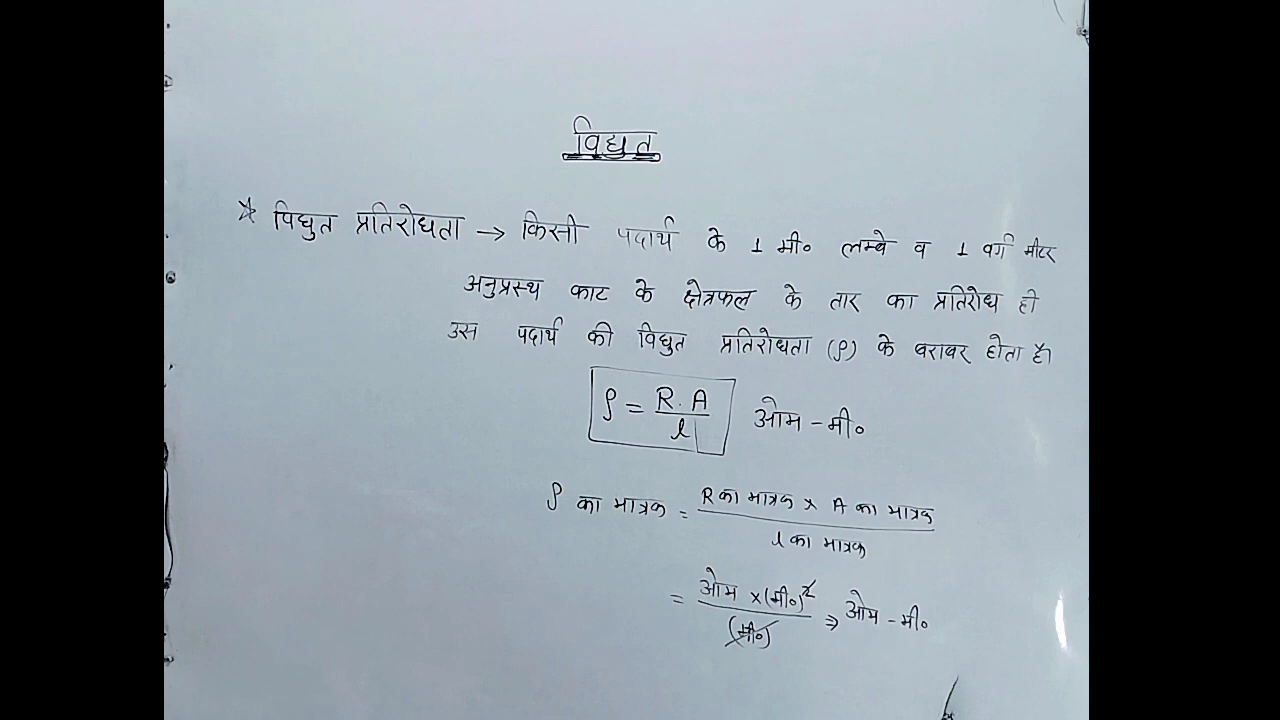 विद्युत
☆ विद्युत प्रतिरोधता → किसी पदार्थ के 1 मी० लम्बे व 1 वर्ग मीटर
अनुप्रस्थ काट के क्षेत्रफल के तार का प्रतिरोध ही
उस पदार्थ की विद्युत प्रतिरोधता (ρ) के बराबर होता है।
ρ = R.A / l ओम - मी०
ρ का मात्रक = R का मात्रक × A का मात्रक / l का मात्रक
= ओम ×(मी०)² / (मी०) ⇒ ओम - मी०